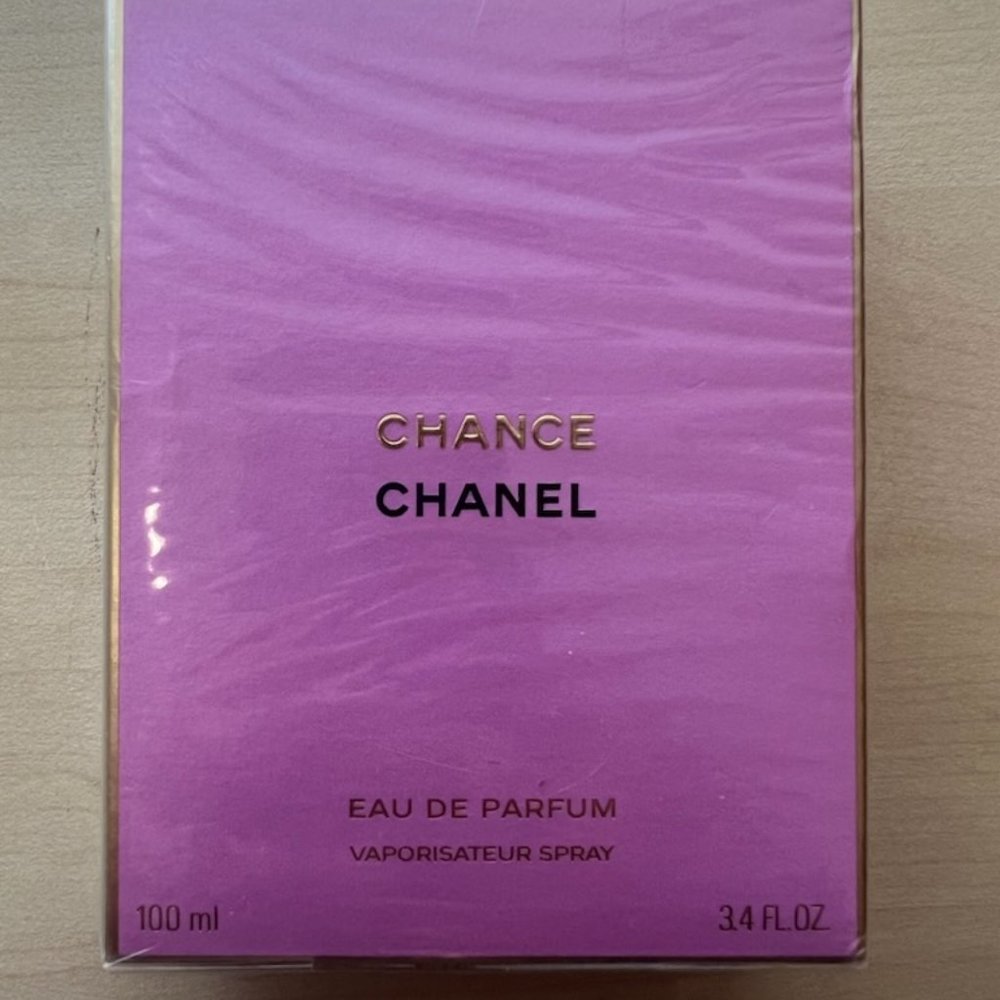 CHANCE
CHANEL
EAU DE PARFUM
VAPORISATEUR SPRAY
100 ml 3.4 FL.OZ.